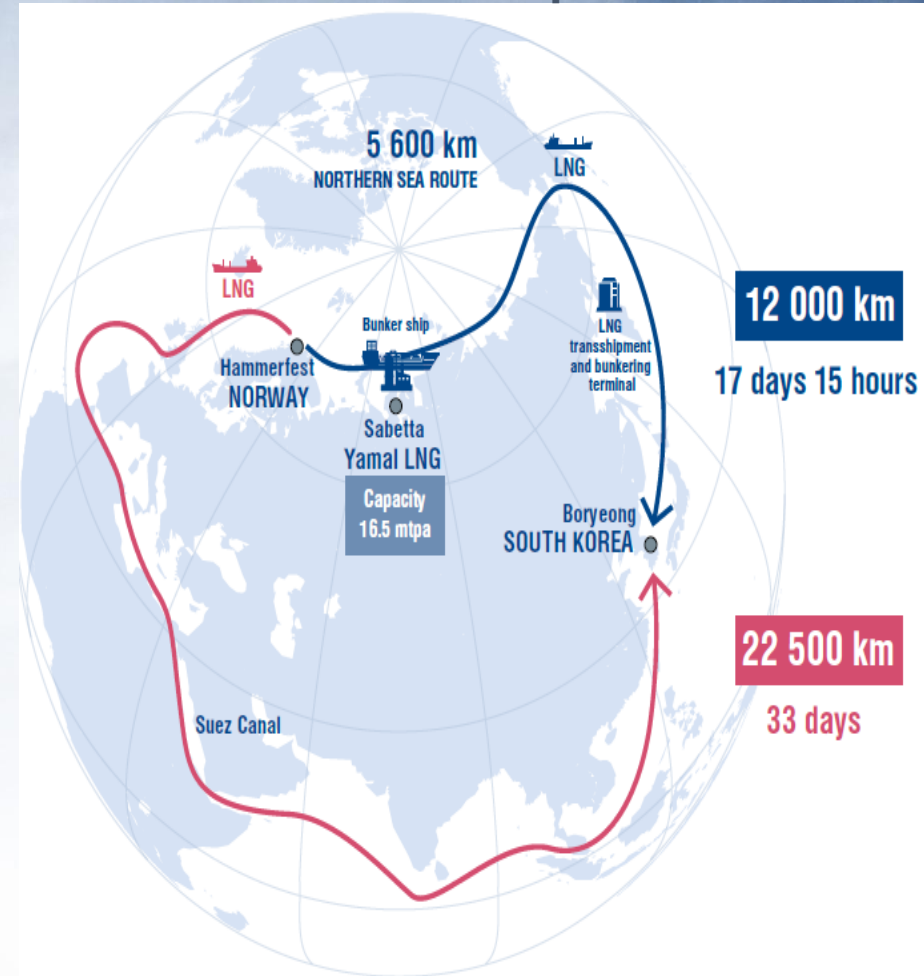 5 600 km
NORTHERN SEA ROUTE
LNG
LNG
Bunker ship
LNG
transshipment
and bunkering
terminal
12 000 km
17 days 15 hours
Hammerfest
NORWAY
Sabetta
Yamal LNG
Capacity
16.5 mtpa
Boryeong
SOUTH KOREA
22 500 km
33 days
Suez Canal